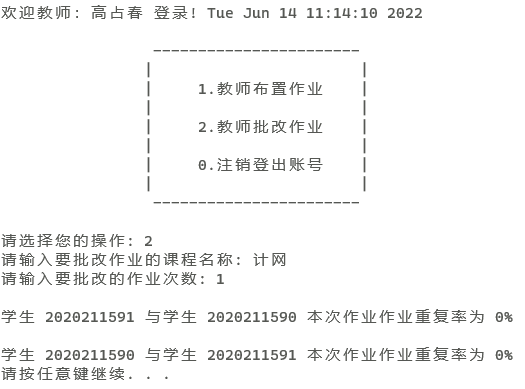 欢迎教师: 高占春 登录! Tue Jun 14 11:14:10 2022
1.教师布置作业
2.教师批改作业
0.注销登出账号
请选择您的操作: 2
请输入要批改作业的课程名称: 计网
请输入要批改的作业次数: 1
学生 2020211591 与学生 2020211590 本次作业作业重复率为 0%
学生 2020211590 与学生 2020211591 本次作业作业重复率为 0%
请按任意键继续. . .